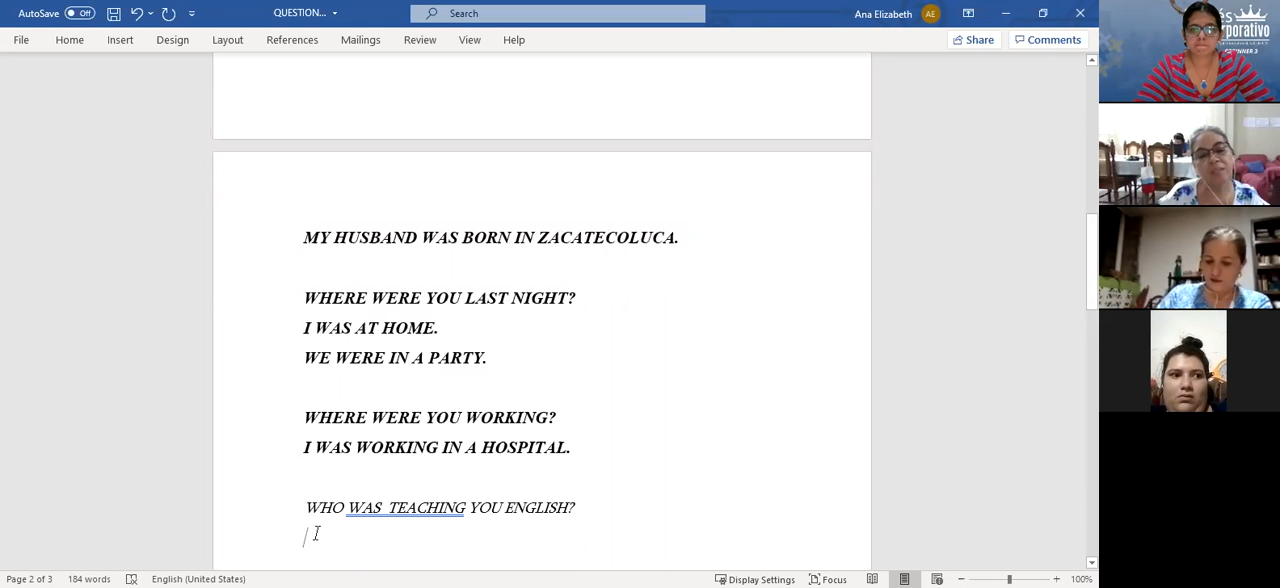 AutoSave Off QUESTION... Search Ana Elizabeth AE
File Home Insert Design Layout References Mailings Review View Help Share Comments
MY HUSBAND WAS BORN IN ZACATECOLUCA.
WHERE WERE YOU LAST NIGHT?
I WAS AT HOME.
WE WERE IN A PARTY.
WHERE WERE YOU WORKING?
I WAS WORKING IN A HOSPITAL.
WHO WAS TEACHING YOU ENGLISH?
Page 2 of 3 184 words English (United States) Display Settings Focus 100%